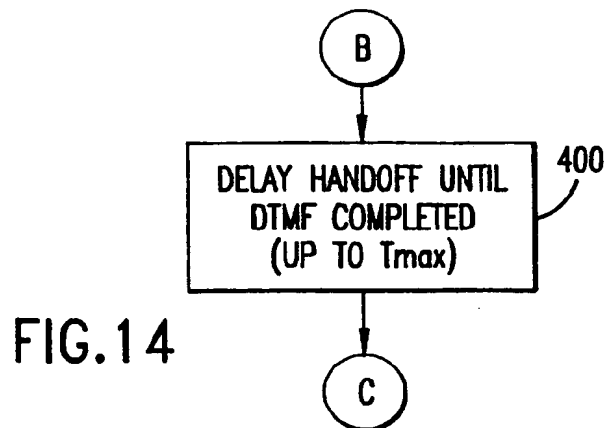 B
DELAY HANDOFF UNTIL
DTMF COMPLETED
(UP TO Tmax)
400
C
FIG.14